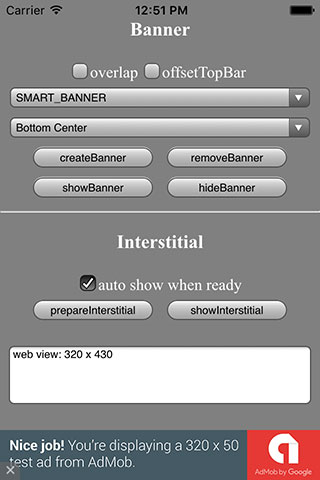 Carrier 12:51 PM
Banner
overlap offsetTopBar
SMART_BANNER
Bottom Center
createBanner removeBanner
showBanner hideBanner
Interstitial
auto show when ready
prepareInterstitial showInterstitial
web view: 320 x 430
Nice job! You're displaying a 320 x 50
test ad from AdMob.
AdMob by Google